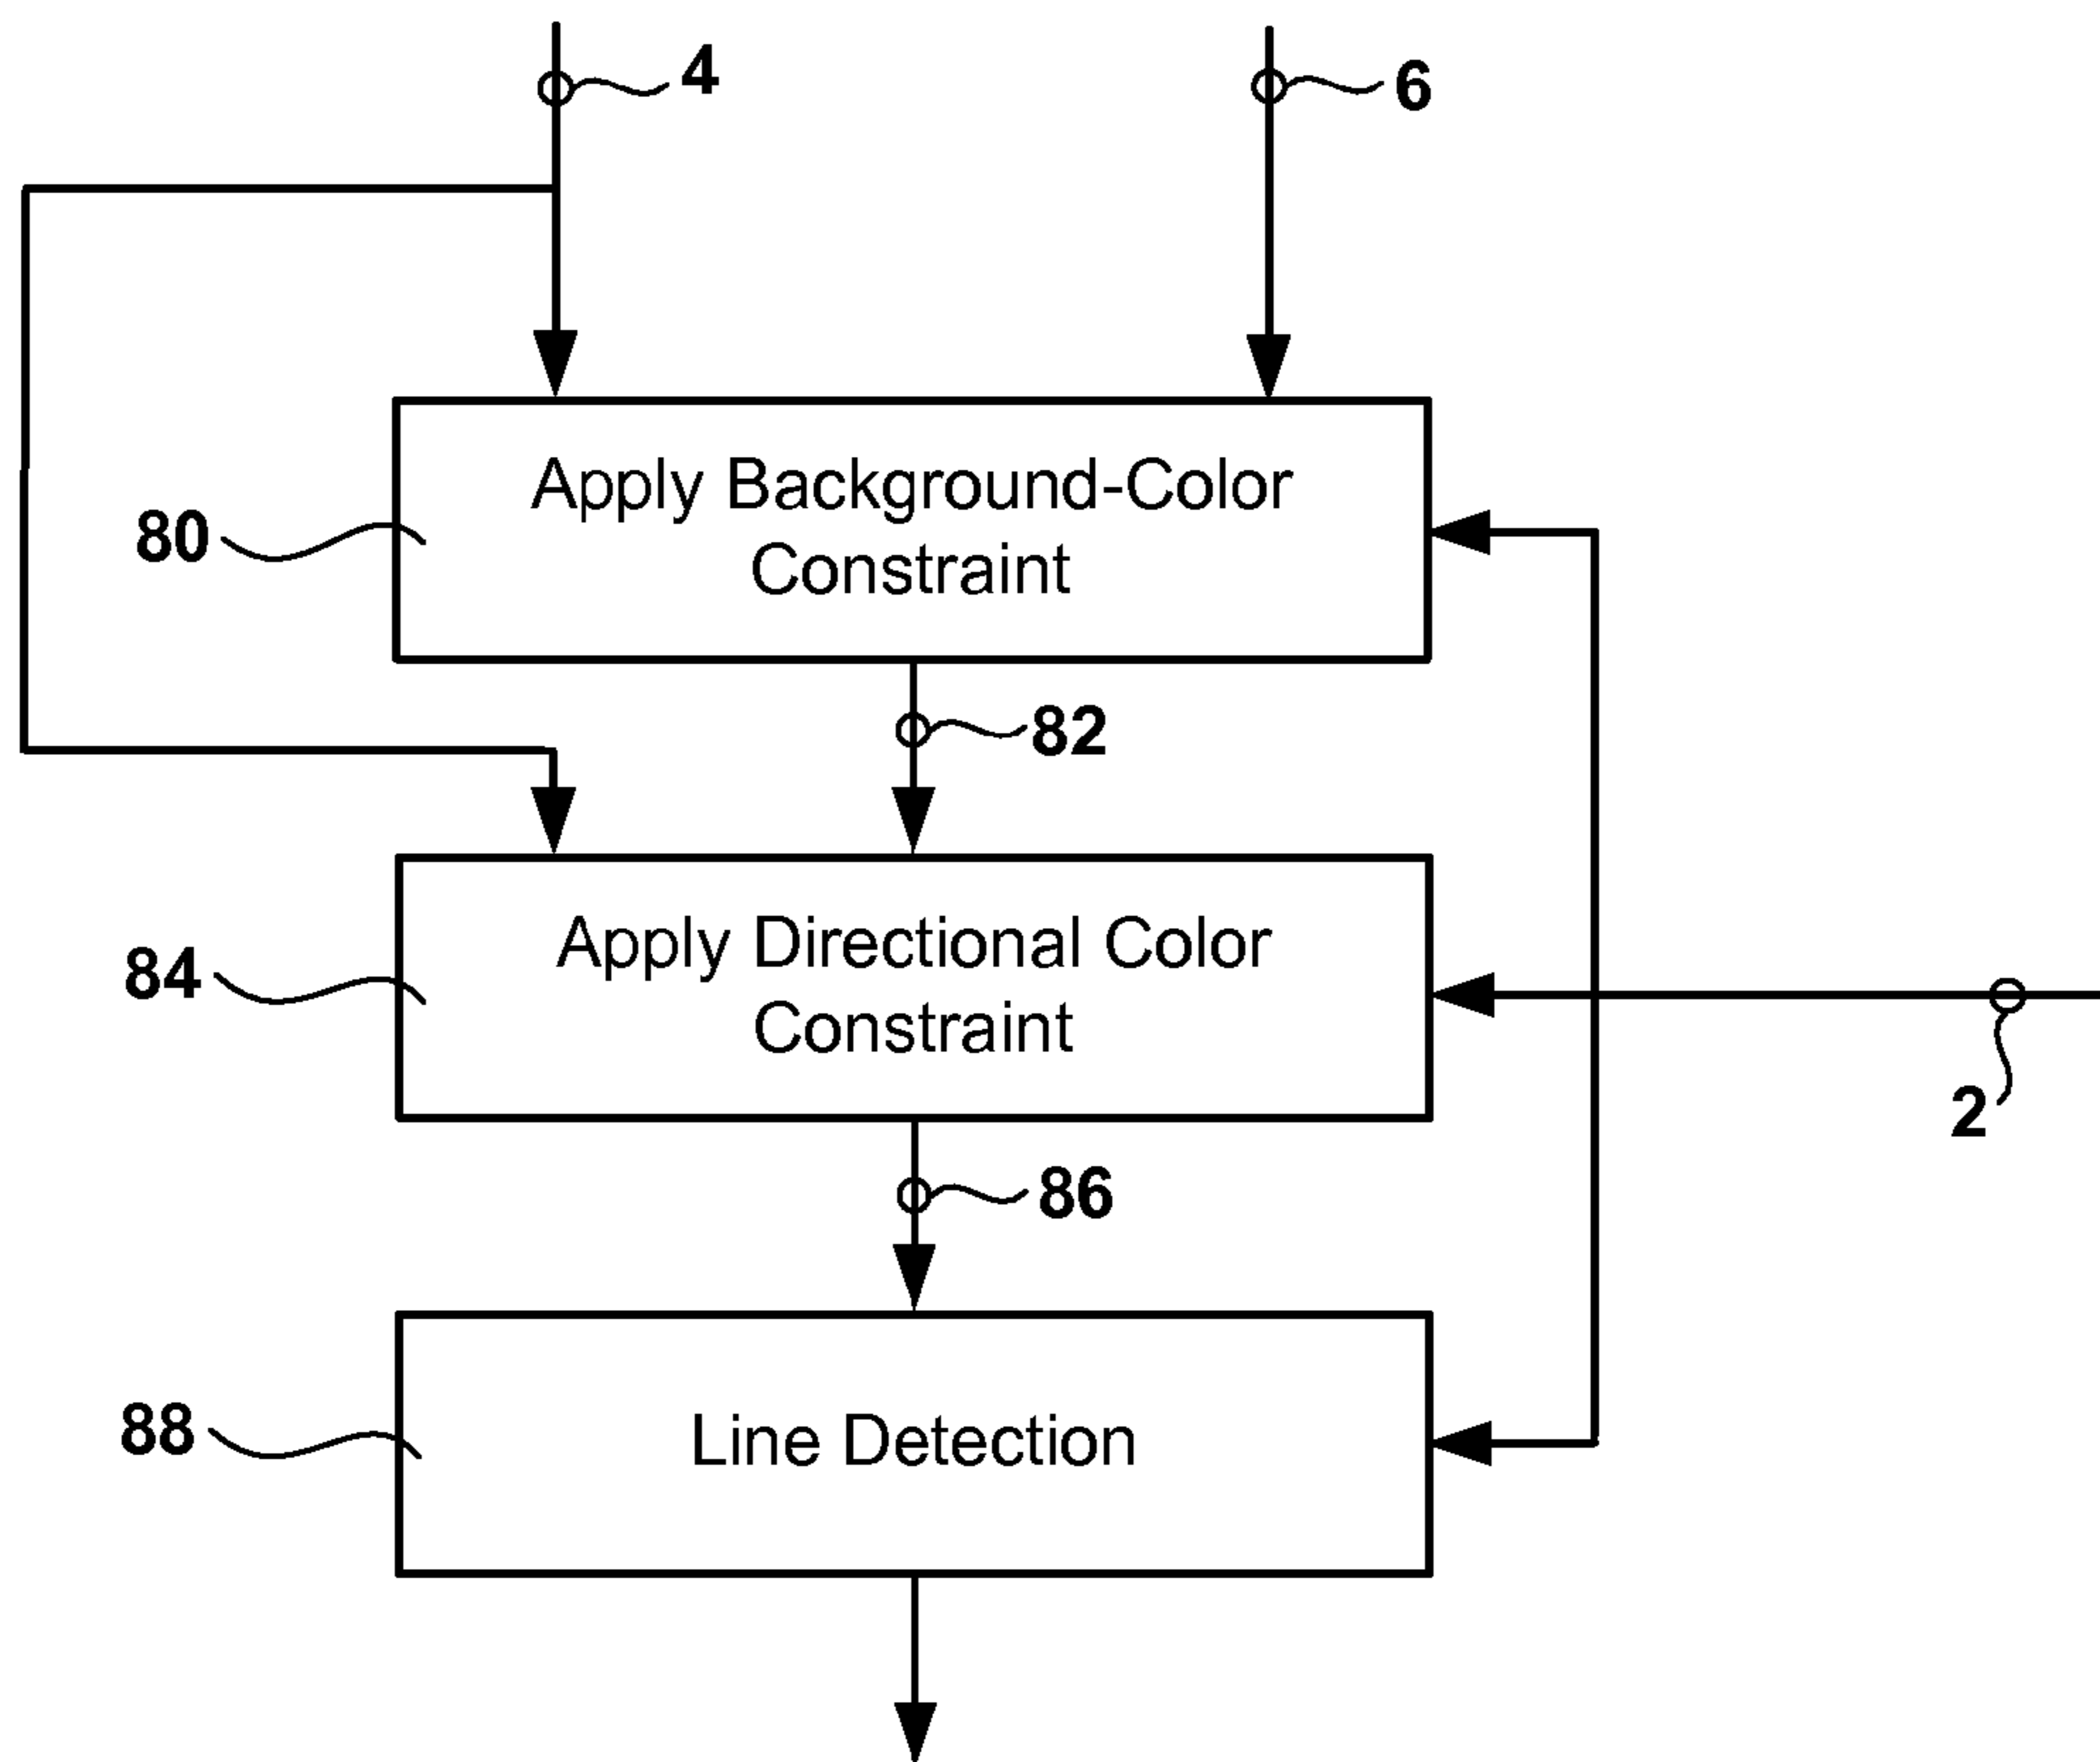 4
6
80
Apply Background-Color
Constraint
82
84
Apply Directional Color
Constraint
2
86
88
Line Detection